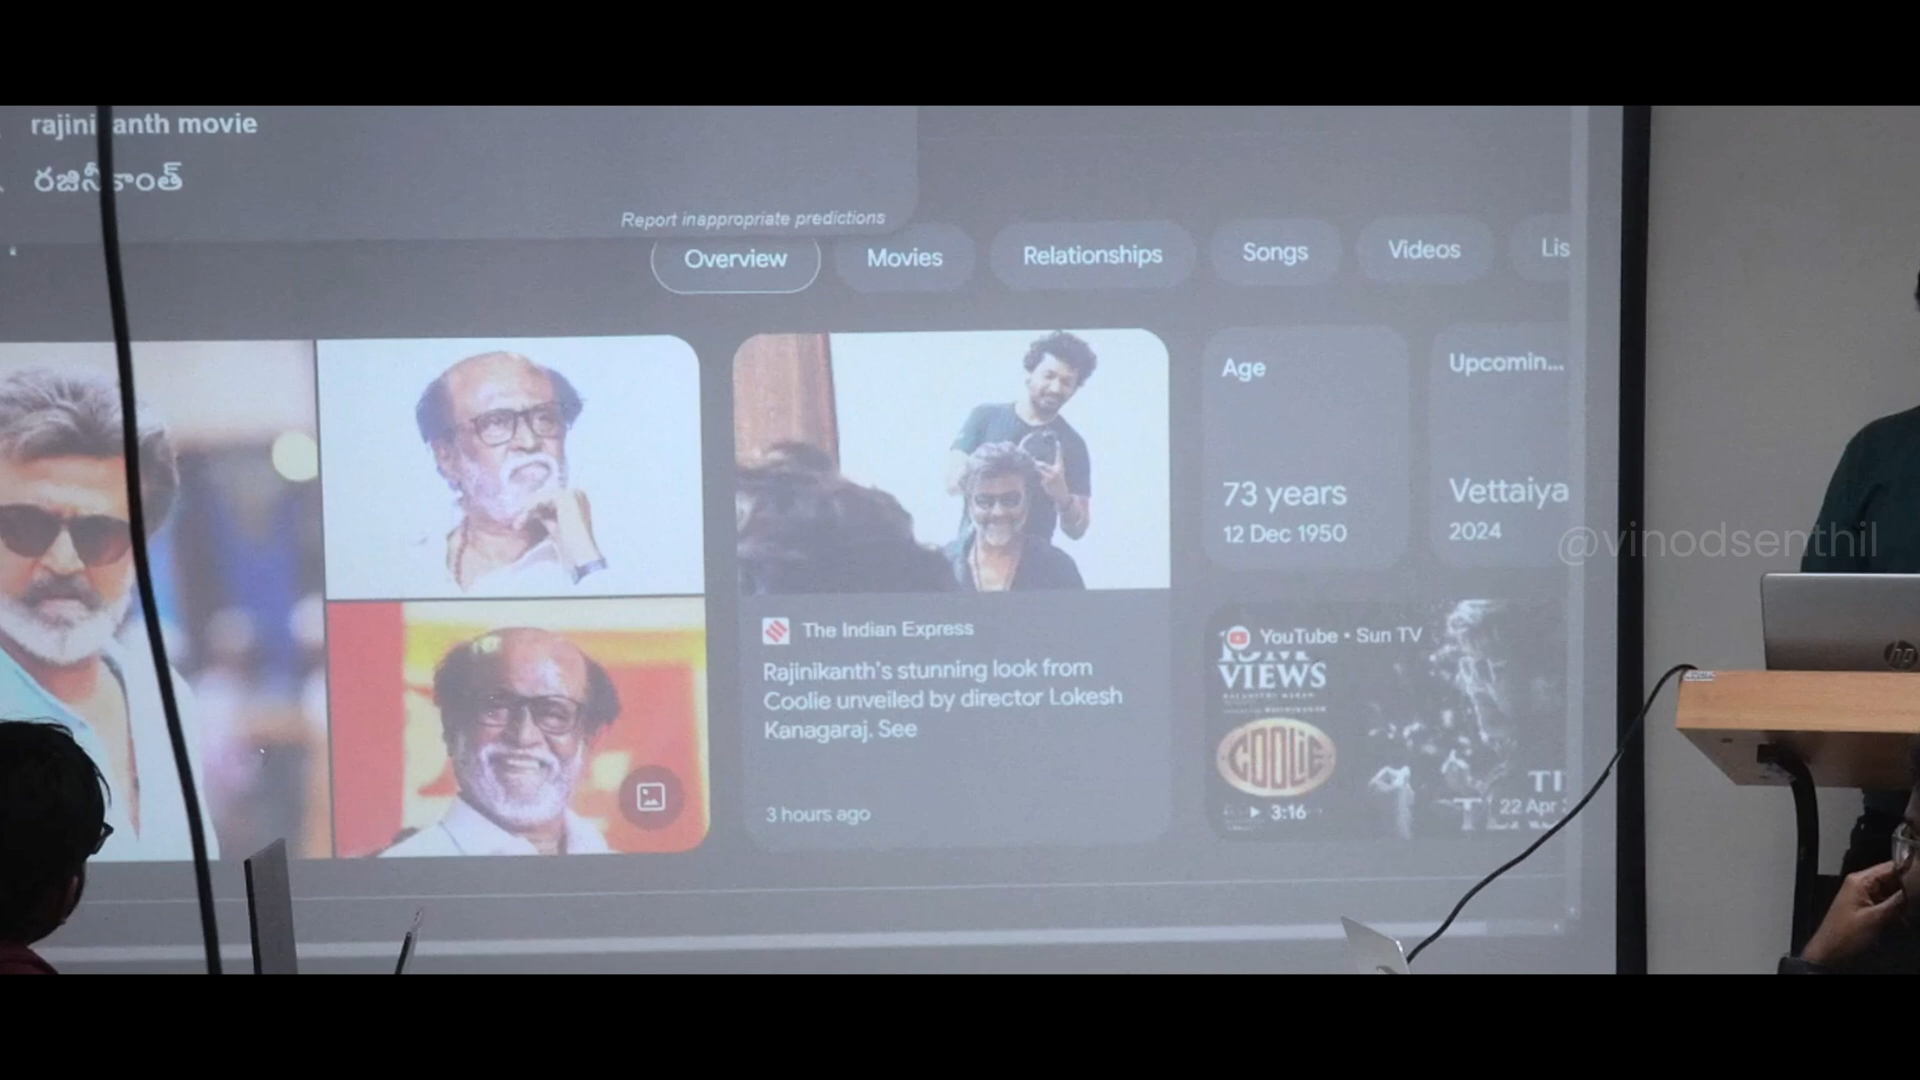 rajinikanth movie
రజినీకాంత్
Report inappropriate predictions
Overview
Movies
Relationships
Songs
Videos
Lis
Age
73 years
12 Dec 1950
Upcomin...
Vettaiya
2024
@vinodsenthil
The Indian Express
Rajinikanth's stunning look from
Coolie unveiled by director Lokesh
Kanagaraj. See
3 hours ago
YouTube • Sun TV
VIEWS
COOLIE
3:16
TI
22 Apr
hp